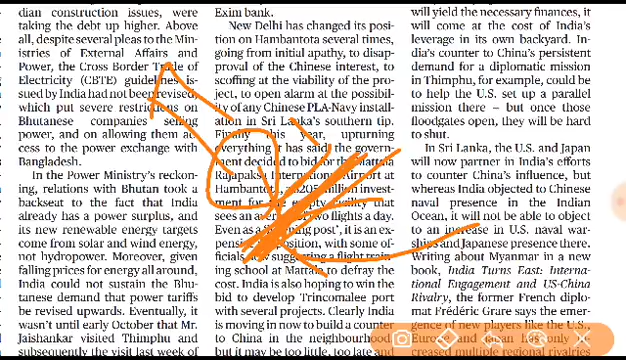 dian construction issues, were
taking the debt up higher. Above
all, despite several pleas to the Min-
istries of External Affairs and
Power, the Cross Border Trade of
Electricity (CBTE) guidelines is-
sued by India had not been revised,
which put severe restrictions on
Bhutanese companies selling
power, and on allowing them ac-
cess to the power exchange with
Bangladesh.
In the Power Ministry's reckon-
ing, relations with Bhutan took a
backseat to the fact that India
already has a power surplus, and
its new renewable energy targets
come from solar and wind energy,
not hydropower. Moreover, given
falling prices for energy all around,
India could not sustain the Bhu-
tanese demand that power tariffs
be revised upwards. Eventually, it
wasn't until early October that Mr.
Jaishankar visited Thimphu and
subsequently the visit last week of
Exim bank.
New Delhi has changed its posi-
tion on Hambantota several times,
going from initial apathy, to disap-
proval of the Chinese interest, to
scoffing at the viability of the pro-
ject, to open alarm at the possibil-
ity of any Chinese PLA-Navy install-
ation in Sri Lanka's southern tip.
Finally this year, upturning
everything it has said, the govern-
ment decided to bid for the Mattala
Rajapaksa International Airport at
Hambantota, a $205 million invest-
ment for the empty facility that
sees an average of two flights a day.
Even as a "listening post", it is an ex-
pensive proposition, with some of-
ficials now suggesting a flight train-
ing school at Mattala to defray the
cost. India is also hoping to win the
bid to develop Trincomalee port
with several projects. Clearly India
is moving in now to build a counter
to China in the neighbourhood,
but it may be too little, too late and
will yield the necessary finances, it
will come at the cost of India's
leverage in its own backyard. In-
dia's counter to China's persistent
demand for a diplomatic mission
in Thimphu, for example, could be
to help the U.S. set up a parallel
mission there – but once those
floodgates open, they will be hard
to shut.
In Sri Lanka, the U.S. and Japan
will now partner in India's efforts
to counter China's influence, but
whereas India objected to Chinese
naval presence in the Indian
Ocean, it will not be able to object
to an increase in U.S. naval war-
ships and Japanese presence there.
Writing about Myanmar in a new
book, India Turns East: Interna-
tional Engagement and US-China
Rivalry, the former French diplo-
mat Frédéric Grare says the emer-
gence of new players like the U.S.,
Europe and Japan has only
creased multiple regional rivalries